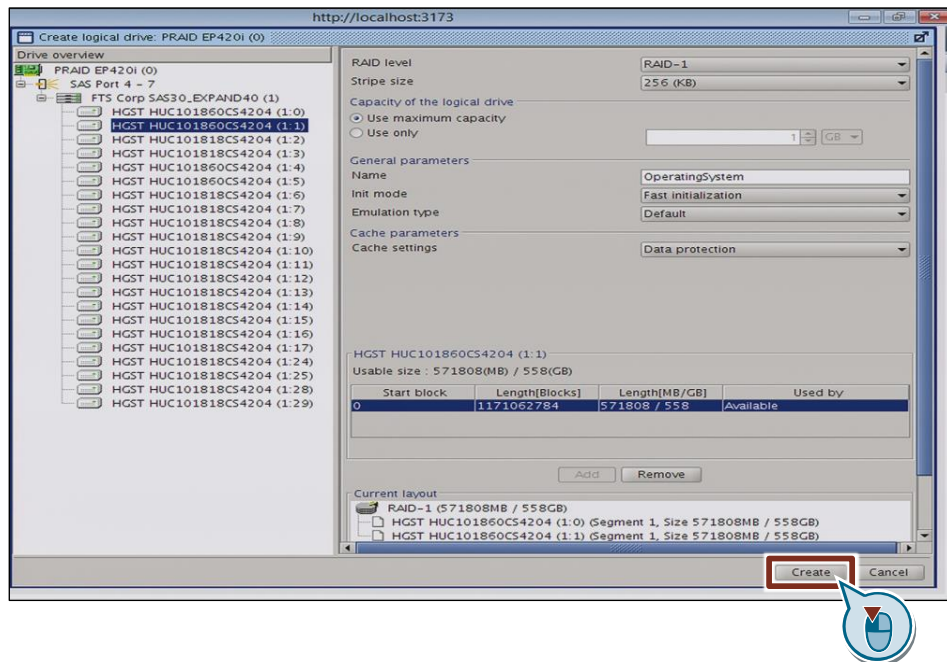 http://localhost:3173
Create logical drive: PRAID EP420i (0)
Drive overview
PRAID EP420i (0)
SAS Port 4 - 7
FTS Corp SAS30_EXPAND40 (1)
HGST HUC101860CS4204 (1:0)
HGST HUC101860CS4204 (1:1)
HGST HUC101818CS4204 (1:2)
HGST HUC101818CS4204 (1:3)
HGST HUC101860CS4204 (1:4)
HGST HUC101860CS4204 (1:5)
HGST HUC101818CS4204 (1:6)
HGST HUC101818CS4204 (1:7)
HGST HUC101818CS4204 (1:8)
HGST HUC101818CS4204 (1:9)
HGST HUC101818CS4204 (1:10)
HGST HUC101818CS4204 (1:11)
HGST HUC101818CS4204 (1:12)
HGST HUC101818CS4204 (1:13)
HGST HUC101818CS4204 (1:14)
HGST HUC101818CS4204 (1:15)
HGST HUC101818CS4204 (1:16)
HGST HUC101818CS4204 (1:17)
HGST HUC101818CS4204 (1:24)
HGST HUC101818CS4204 (1:25)
HGST HUC101818CS4204 (1:28)
HGST HUC101818CS4204 (1:29)
RAID level RAID-1
Stripe size 256 (KB)
Capacity of the logical drive
Use maximum capacity
Use only 1 GB
General parameters
Name OperatingSystem
Init mode Fast initialization
Emulation type Default
Cache parameters
Cache settings Data protection
HGST HUC101860CS4204 (1:1)
Usable size : 571808(MB) / 558(GB)
Start block Length[Blocks] Length[MB/GB] Used by
0 1171062784 571808 / 558 Available
Add Remove
Current layout
RAID-1 (571808MB / 558GB)
HGST HUC101860CS4204 (1:0) (Segment 1, Size 571808MB / 558GB)
HGST HUC101860CS4204 (1:1) (Segment 1, Size 571808MB / 558GB)
Create Cancel